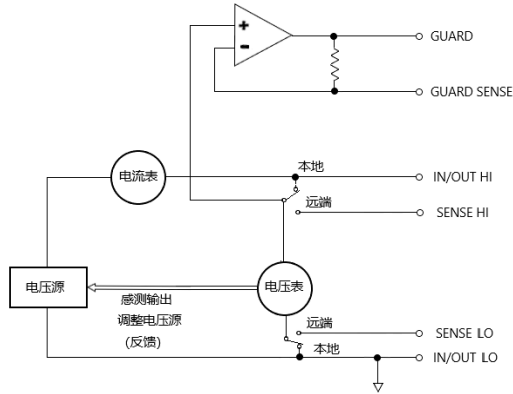 +
GUARD
-
GUARD SENSE
本地
电流表
IN/OUT HI
远端
SENSE HI
电压源
电压表
感测输出
调整电压源
(反馈)
远端
SENSE LO
本地
IN/OUT LO